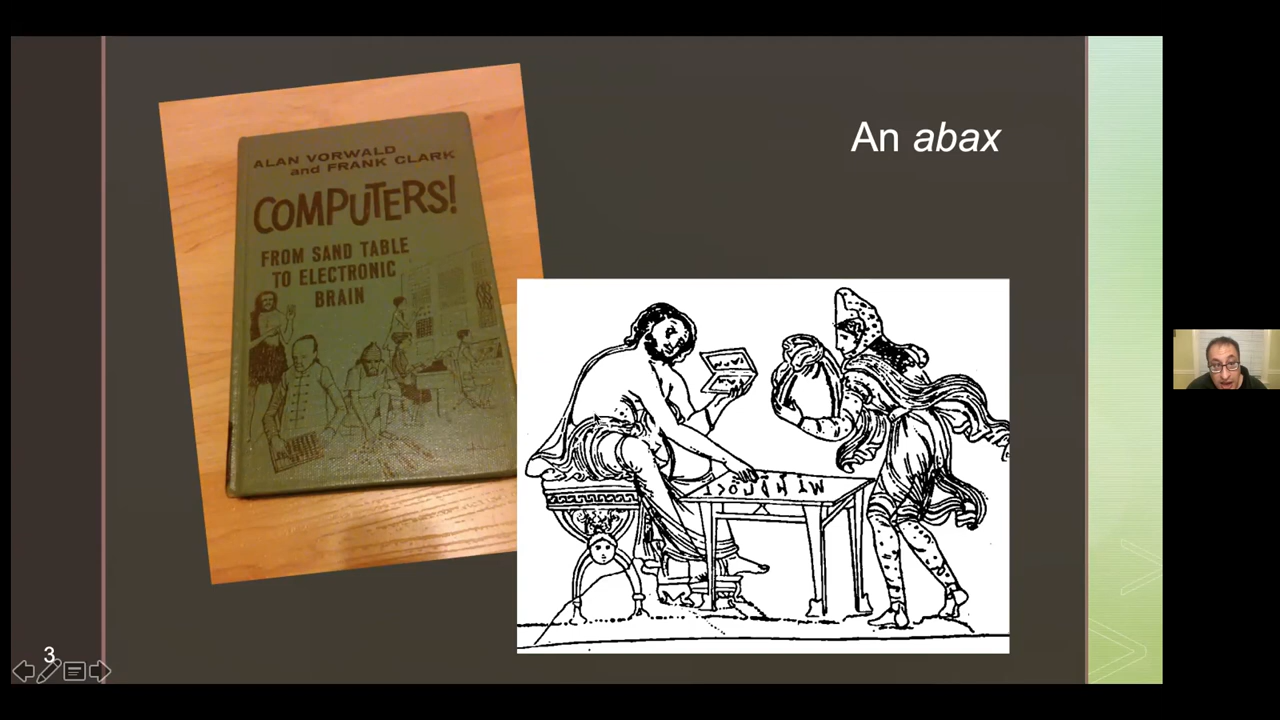 An abax
ALAN VORWALD
and FRANK CLARK
COMPUTERS!
FROM SAND TABLE
TO ELECTRONIC
BRAIN
3